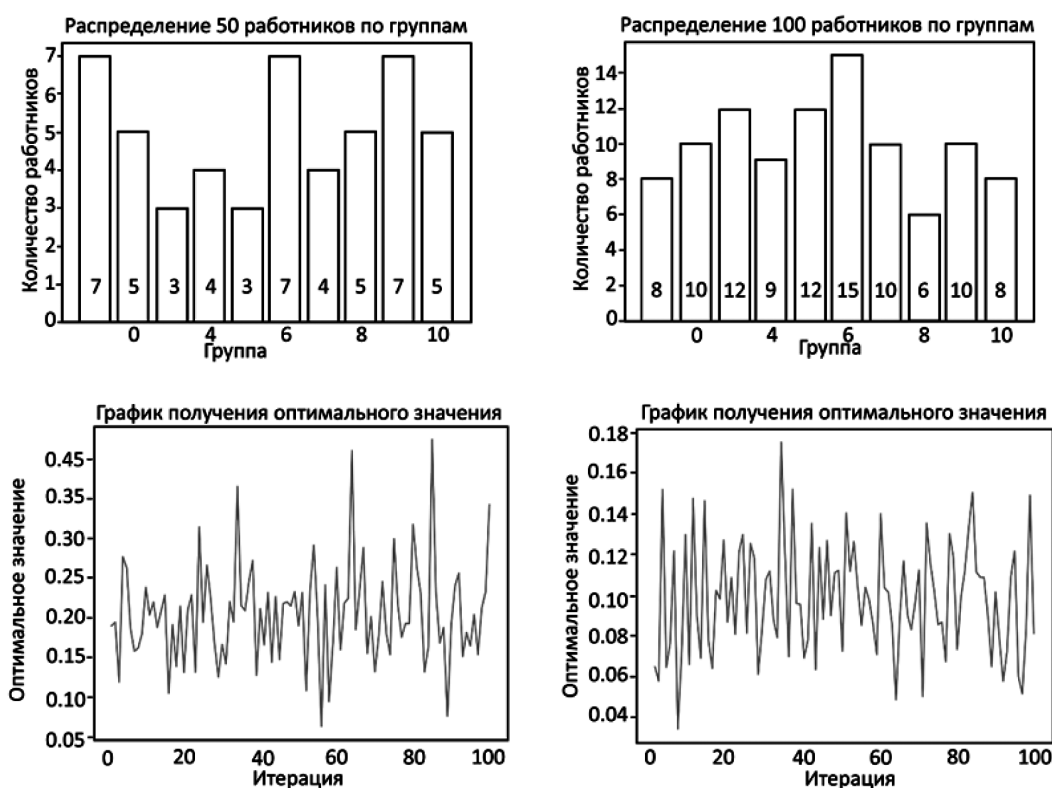 Распределение 50 работников по группам
Количество работников
7
6
5
4
3
2
1
0
7 5 3 4 3 7 4 5 7 5
0 4 6 8 10
Группа
Распределение 100 работников по группам
Количество работников
14
12
10
8
6
4
2
0
8 10 12 9 12 15 10 6 10 8
0 4 6 8 10
Группа
График получения оптимального значения
Оптимальное значение
0.45
0.35
0.30
0.25
0.20
0.15
0.10
0.05
0 20 40 60 80 100
Итерация
График получения оптимального значения
Оптимальное значение
0.18
0.16
0.14
0.12
0.10
0.08
0.06
0.04
0 20 40 60 80 100
Итерация